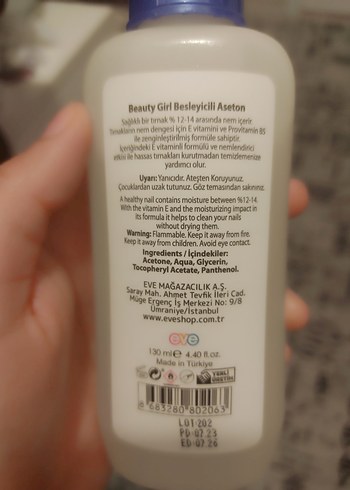 Beauty Girl Besleyicili Aseton
Sağlıklı bir tırnak % 12-14 arasında nem içerir.
Tırnakların nem dengesi için E vitamini ve Provitamin B5
ile zenginleştirilmiş formüle sahiptir.
İçeriğindeki E vitaminli formülü ve nemlendirici
etkisi ile hassas tırnakları kurutmadan temizlemenize
yardımcı olur.
Uyarı: Yanıcıdır. Ateşten Koruyunuz.
Çocuklardan uzak tutunuz. Göz temasından sakınınız.
A healthy nail contains moisture between %12-14.
With the vitamin E and the moisturizing impact in
its formula it helps to clean your nails
without drying them.
Warning: Flammable. Keep it away from fire.
Keep it away from children. Avoid eye contact.
Ingredients / İçindekiler:
Acetone, Aqua, Glycerin,
Tocopheryl Acetate, Panthenol.
EVE MAĞAZACILIK A.Ş.
Saray Mah. Ahmet Tevfik İleri Cad.
Müge Ergenç İş Merkezi No: 9/8
Ümraniye/İstanbul
www.eveshop.com.tr
eve
130 ml e 4.40 fl.oz.
Made in Türkiye
YERLİ
ÜRETİM
8 683280 802063
LOT:202
PD:07.23
ED:07.26